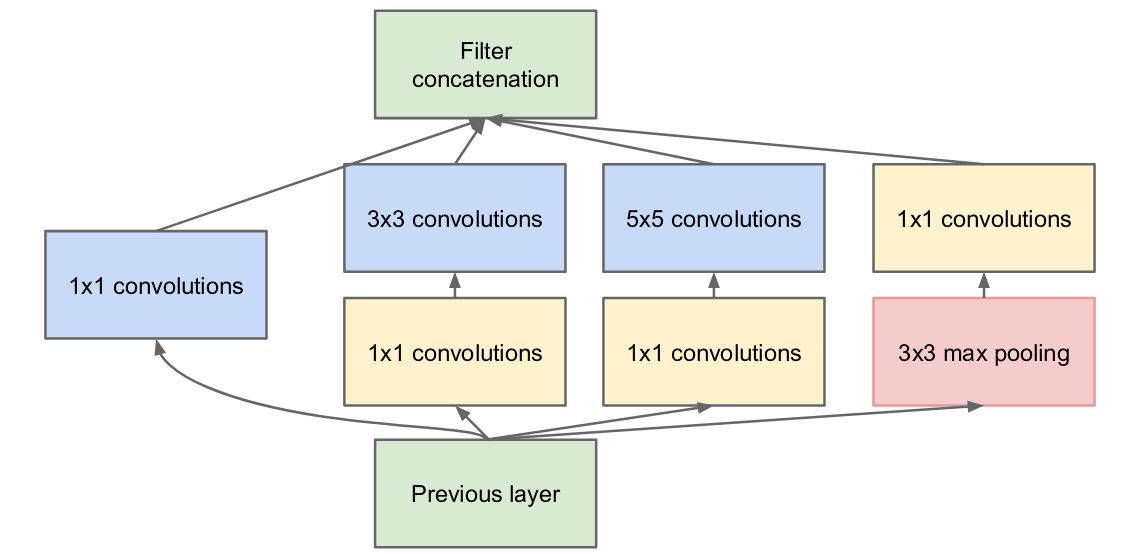 Filter
concatenation
3x3 convolutions
5x5 convolutions
1x1 convolutions
1x1 convolutions
1x1 convolutions
1x1 convolutions
3x3 max pooling
Previous layer